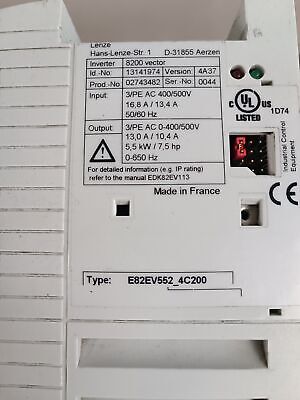 Lenze
Hans-Lenze-Str. 1 D-31855 Aerzen
Inverter 8200 vector
Id.-No 13141974 Version: 4A37
Prod.-No 02743482 Ser.-No 0044
Input: 3/PE AC 400/500V
16,8 A / 13,4 A
50/60 Hz
Output: 3/PE AC 0-400/500V
13,0 A / 10,4 A
5,5 kW / 7,5 hp
0-650 Hz
For detailed information (e.g. IP rating)
refer to the manual EDK82EV113
Made in France
C UL US
LISTED
1D74
Industrial Control
Equipment
Type: E82EV552_4C200